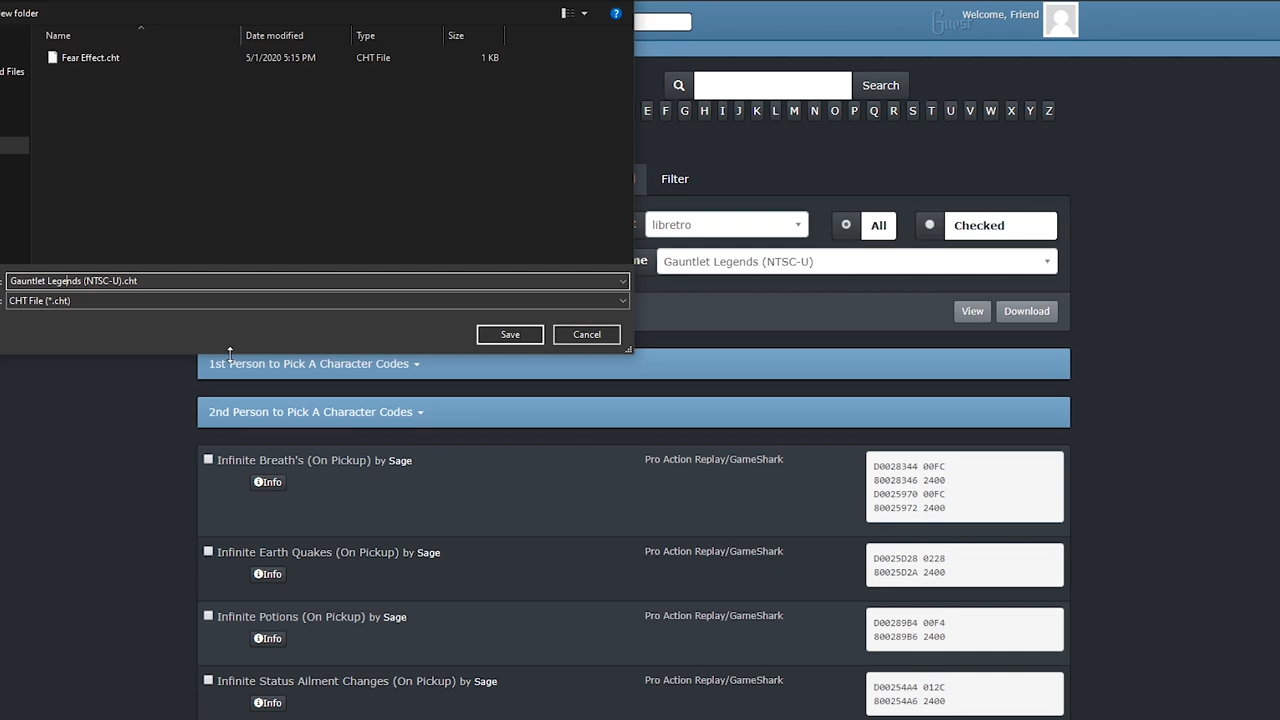 ew folder
Name
Date modified
Type
Size
d Files
Fear Effect.cht
5/1/2020 5:15 PM
CHT File
1 KB
Gauntlet Legends (NTSC-U).cht
CHT File (*.cht)
Save
Cancel
Welcome, Friend
Guest
Search
E F G H I J K L M N O P Q R S T U V W X Y Z
Filter
libretro
All
Checked
me
Gauntlet Legends (NTSC-U)
View
Download
1st Person to Pick A Character Codes
2nd Person to Pick A Character Codes
Infinite Breath's (On Pickup) by Sage
Info
Pro Action Replay/GameShark
D0028344 00FC
80028346 2400
D0025970 00FC
80025972 2400
Infinite Earth Quakes (On Pickup) by Sage
Info
Pro Action Replay/GameShark
D0025D28 0228
80025D2A 2400
Infinite Potions (On Pickup) by Sage
Info
Pro Action Replay/GameShark
D00289B4 00F4
800289B6 2400
Infinite Status Ailment Changes (On Pickup) by Sage
Info
Pro Action Replay/GameShark
D00254A4 012C
800254A6 2400